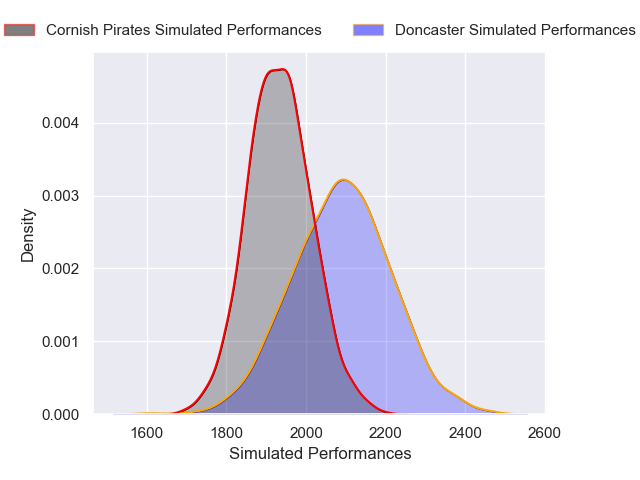 Cornish Pirates Simulated Performances
Doncaster Simulated Performances
Density
0.004
0.003
0.002
0.001
0.000
1600 1800 2000 2200 2400 2600
Simulated Performances